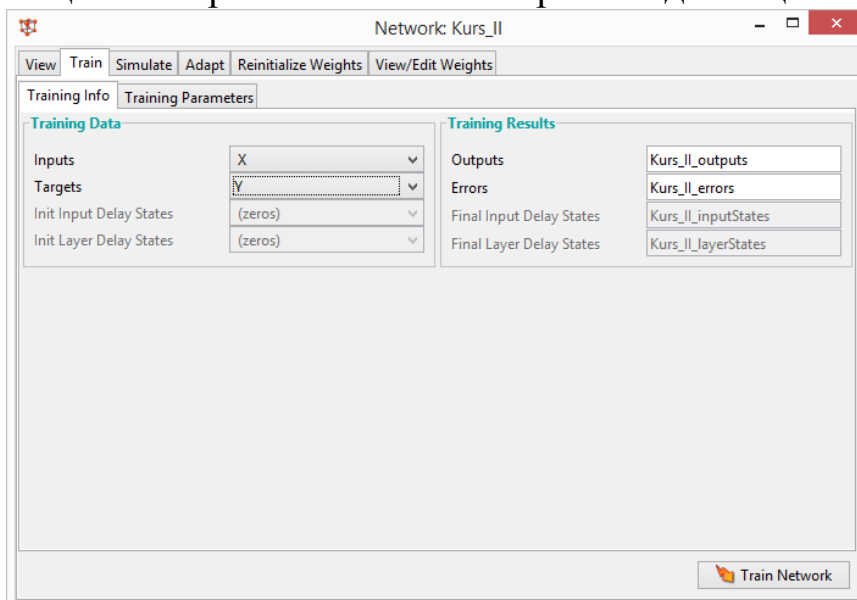 Network: Kurs_II
View Train Simulate Adapt Reinitialize Weights View/Edit Weights
Training Info Training Parameters
Training Data
Inputs X
Targets Y
Init Input Delay States (zeros)
Init Layer Delay States (zeros)
Training Results
Outputs Kurs_II_outputs
Errors Kurs_II_errors
Final Input Delay States Kurs_II_inputStates
Final Layer Delay States Kurs_II_layerStates
Train Network